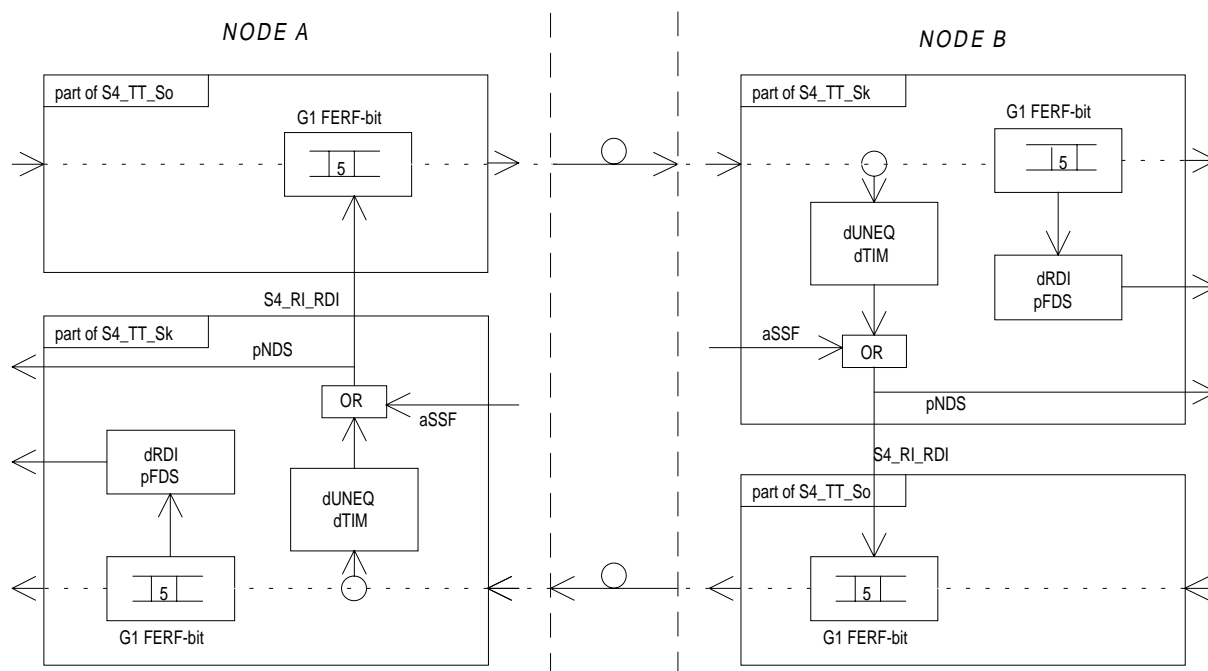 NODE A
NODE B
part of S4_TT_So
G1 FERF-bit
5
S4_RI_RDI
part of S4_TT_Sk
pNDS
OR
aSSF
dRDI
pFDS
dUNEQ
dTIM
5
G1 FERF-bit
part of S4_TT_Sk
G1 FERF-bit
5
dUNEQ
dTIM
dRDI
pFDS
aSSF
OR
pNDS
S4_RI_RDI
part of S4_TT_So
5
G1 FERF-bit